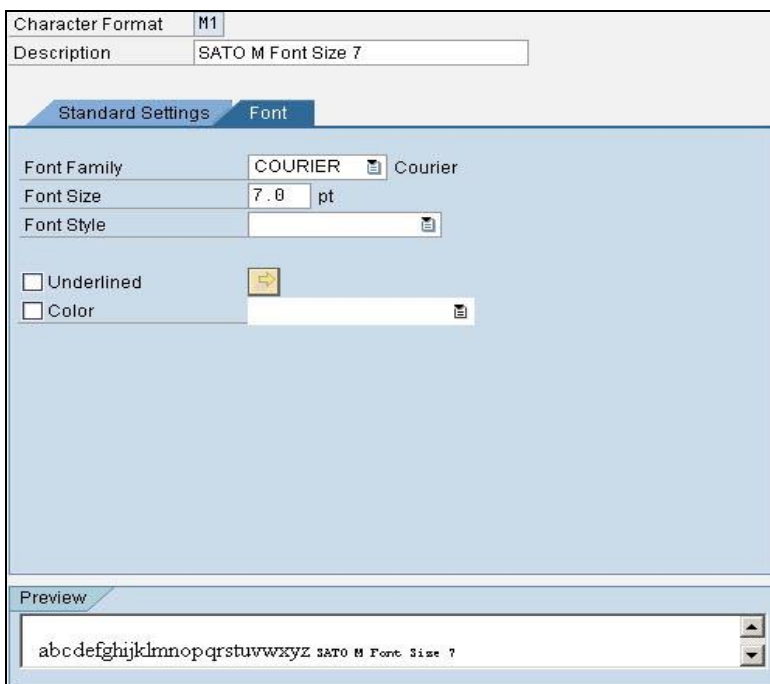 Character Format M1
Description SATO M Font Size 7
Standard Settings Font
Font Family COURIER Courier
Font Size 7.0 pt
Font Style
Underlined
Color
Preview
abcdefghijklmnopqrstuvwxyz SATO M Font Size 7